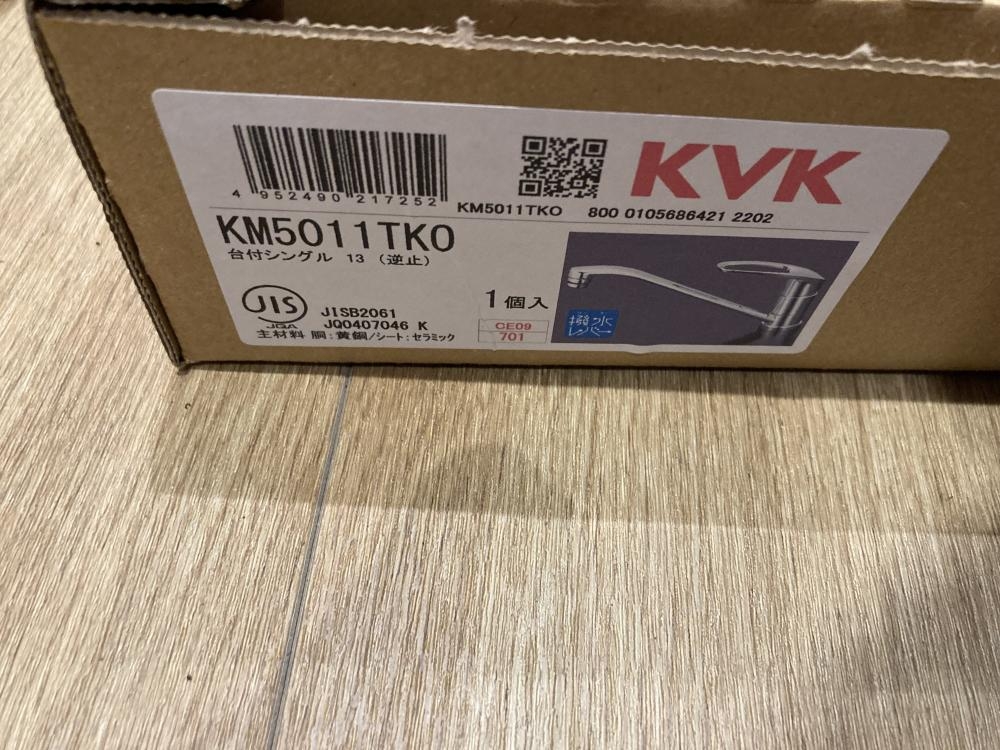 4 952490 217252
KM5011TKO 800 0105686421 2202
KVK
KM5011TKO
台付シングル 13 (逆止)
JIS
JQA
JISB2061
JQ0407046 K
主材料 胴:黄銅/シート:セラミック
1個入
CE09
701
撥水
レバー